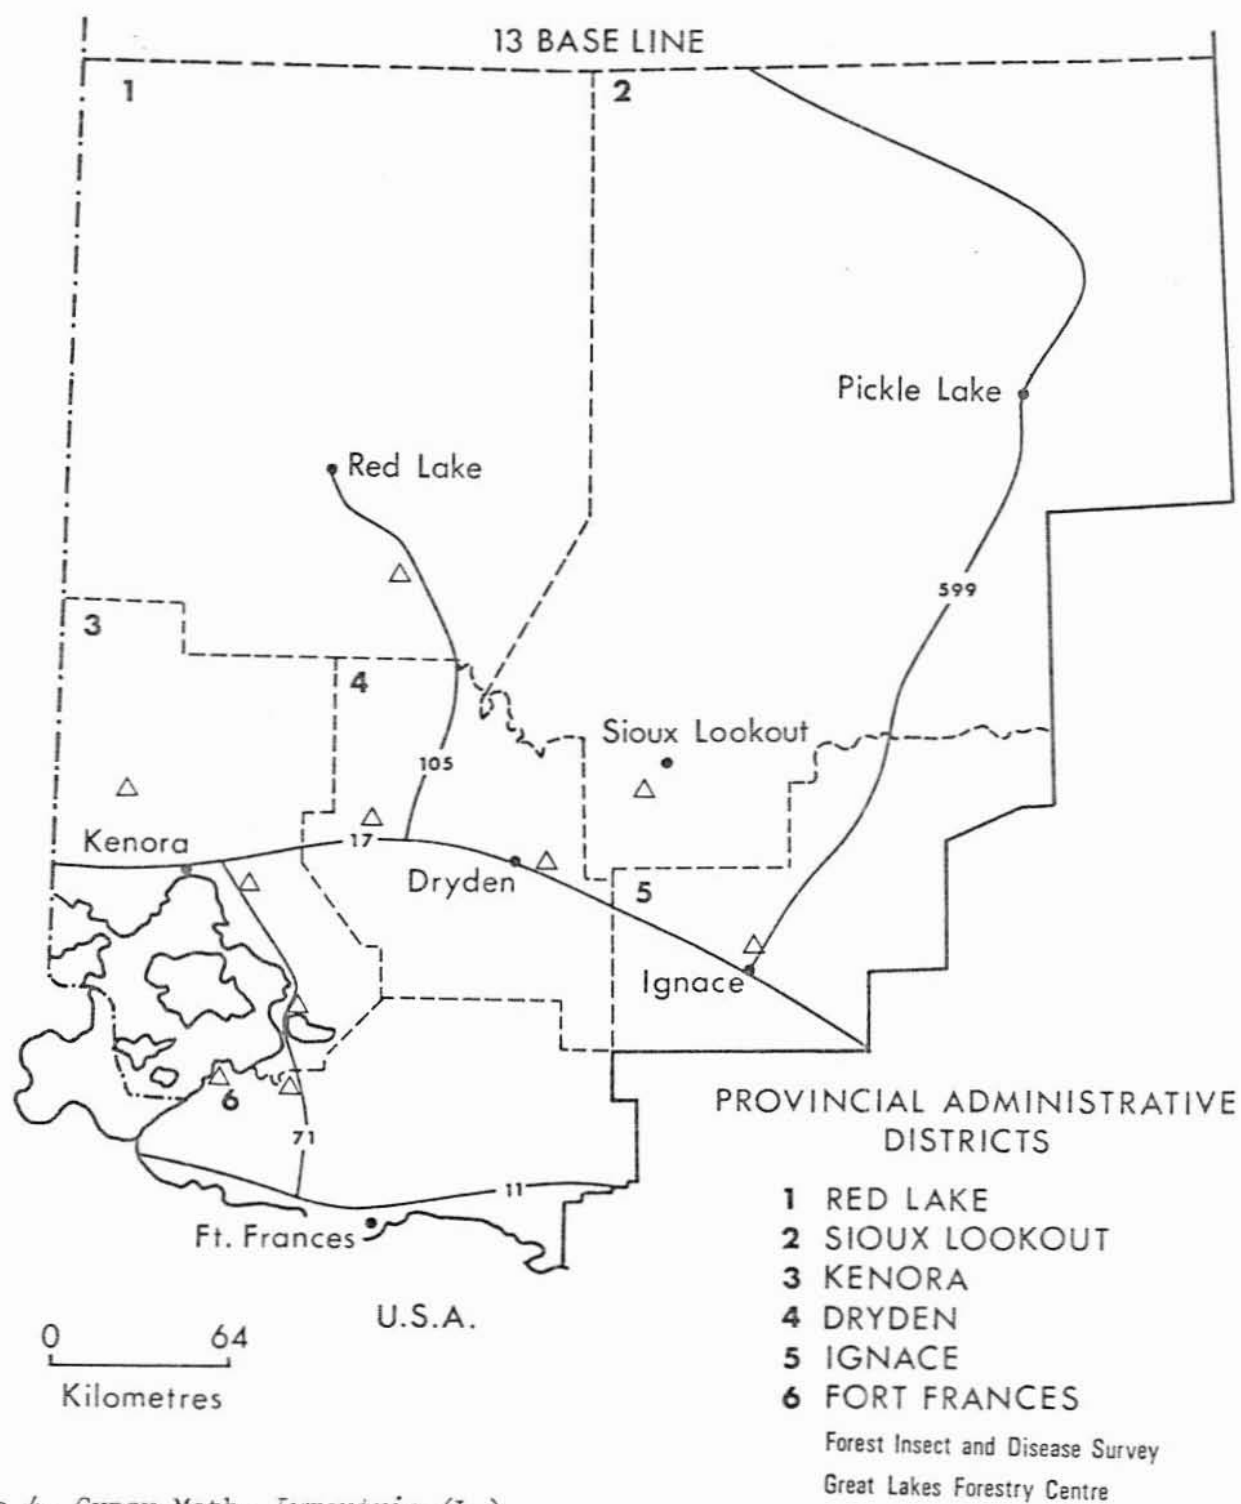 13 BASE LINE
1
2
Pickle Lake
Red Lake
599
3
4
Sioux Lookout
105
Kenora
17
Dryden
5
Ignace
6
71
11
Ft. Frances
U.S.A.
0 64
Kilometres
PROVINCIAL ADMINISTRATIVE
DISTRICTS
1 RED LAKE
2 SIOUX LOOKOUT
3 KENORA
4 DRYDEN
5 IGNACE
6 FORT FRANCES
Forest Insect and Disease Survey
Great Lakes Forestry Centre
Gypsy Moth,